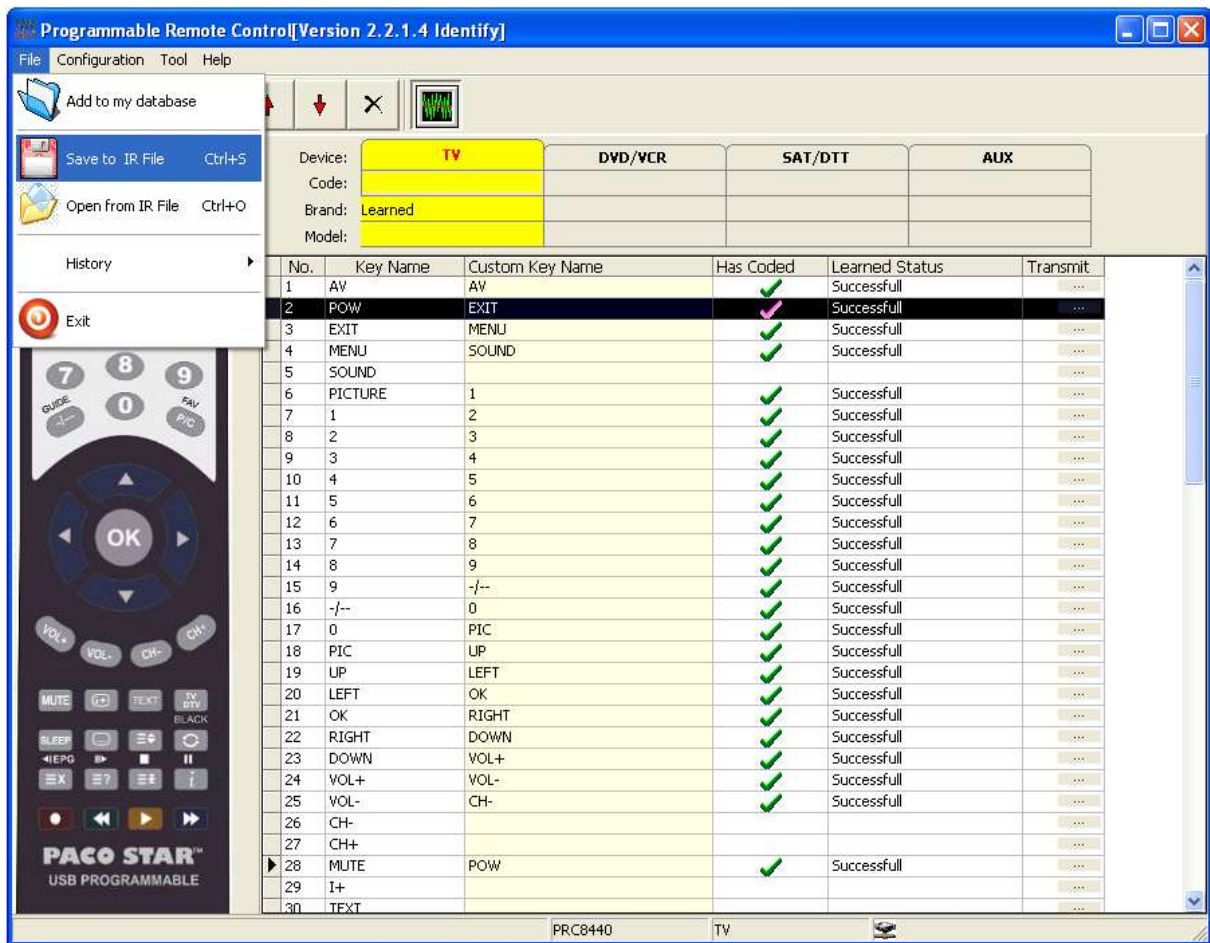 Programmable Remote Control[Version 2.2.1.4 Identify]
File Configuration Tool Help
Add to my database
Save to IR File Ctrl+S
Open from IR File Ctrl+O
History
Exit
Device: TV DVD/VCR SAT/DTT AUX
Code:
Brand: Learned
Model:
No. Key Name Custom Key Name Has Coded Learned Status Transmit
1 AV AV Successfull ...
2 POW EXIT Successfull ...
3 EXIT MENU Successfull ...
4 MENU SOUND Successfull ...
5 SOUND ...
6 PICTURE 1 Successfull ...
7 1 2 Successfull ...
8 2 3 Successfull ...
9 3 4 Successfull ...
10 4 5 Successfull ...
11 5 6 Successfull ...
12 6 7 Successfull ...
13 7 8 Successfull ...
14 8 9 Successfull ...
15 9 -/-- Successfull ...
16 -/-- 0 Successfull ...
17 0 PIC Successfull ...
18 PIC UP Successfull ...
19 UP LEFT Successfull ...
20 LEFT OK Successfull ...
21 OK RIGHT Successfull ...
22 RIGHT DOWN Successfull ...
23 DOWN VOL+ Successfull ...
24 VOL+ VOL- Successfull ...
25 VOL- CH- Successfull ...
26 CH- ...
27 CH+ ...
28 MUTE POW Successfull ...
29 I+ ...
30 TEXT ...
7 8 9
GUIDE FAV
-/-- 0 P/C
OK
VOL+ VOL- CH- CH+
MUTE TEXT TV DTV
BLACK
SLEEP
EPG
PACO STAR™
USB PROGRAMMABLE
PRC8440 TV